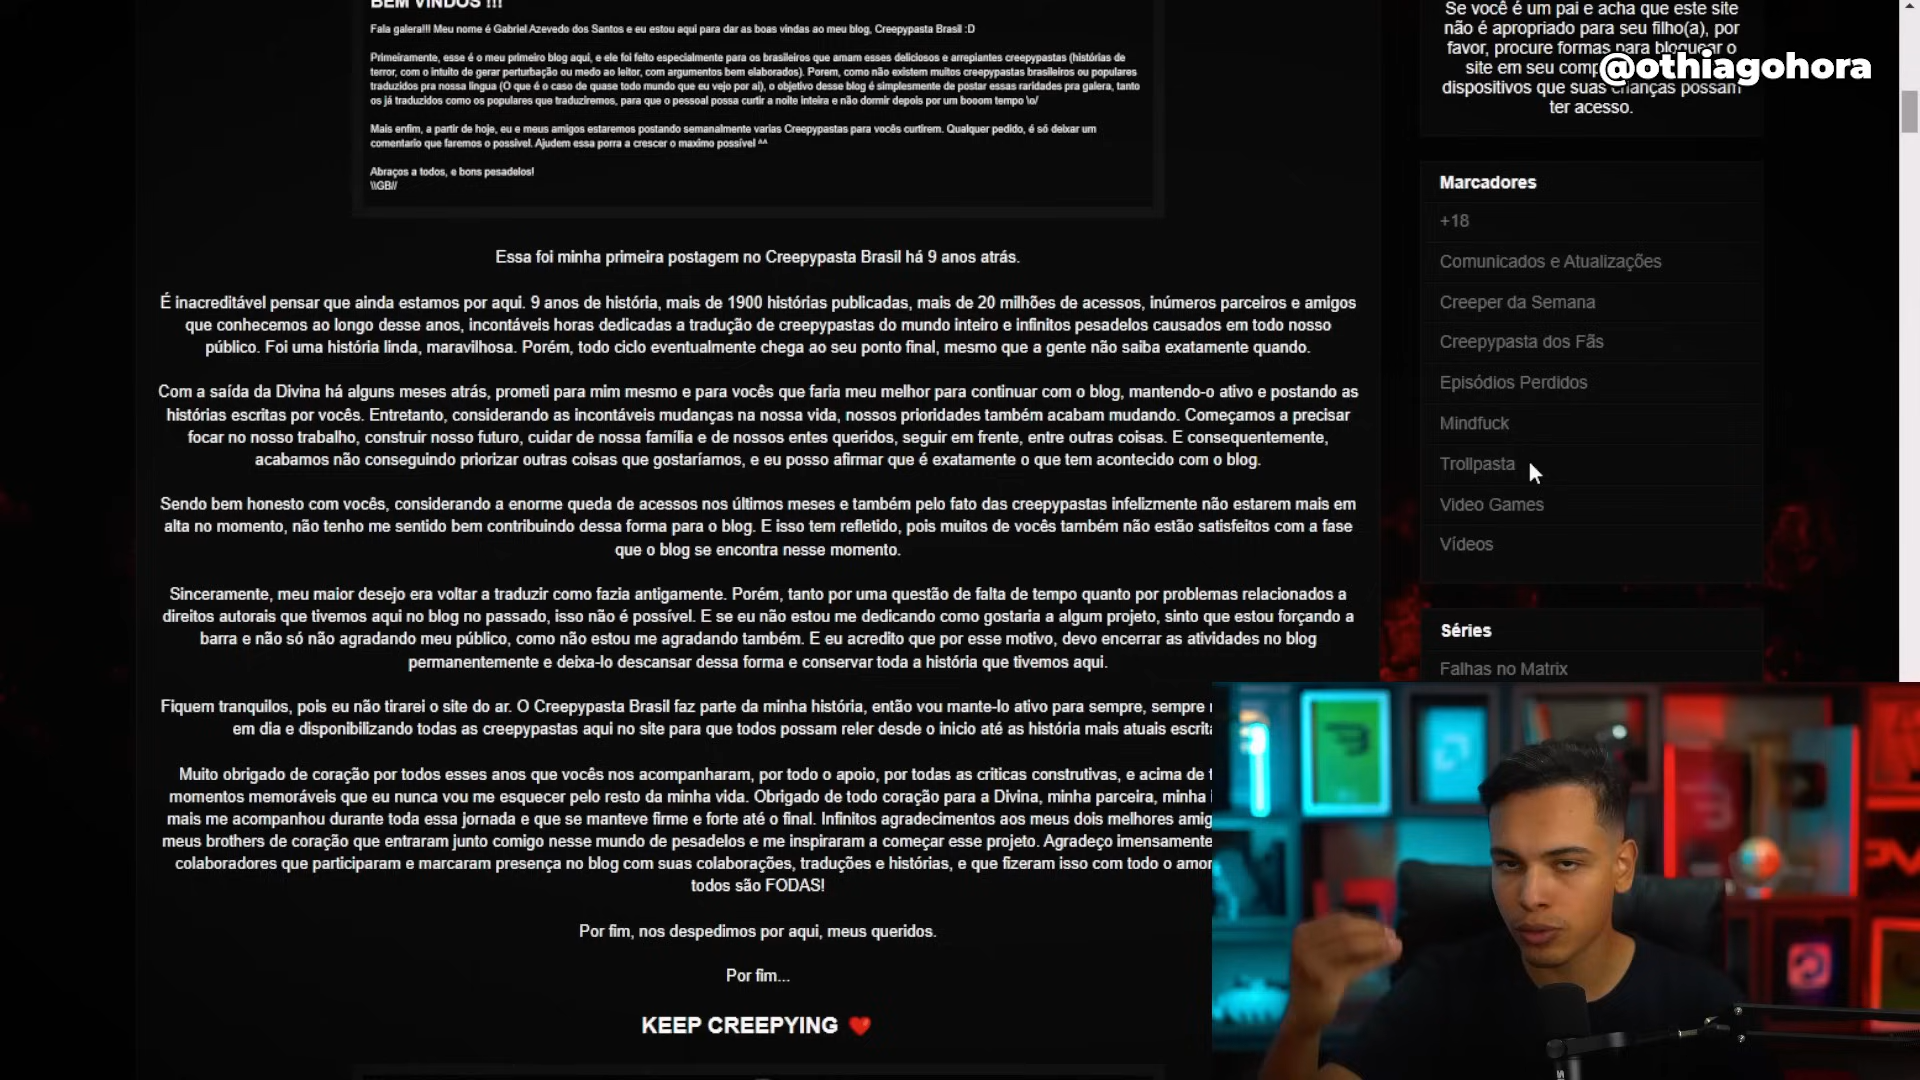 BEM VINDOS !!!
Fala galera!!! Meu nome é Gabriel Azevedo dos Santos e eu estou aqui para dar as boas vindas ao meu blog, Creepypasta Brasil :D
Primeiramente, esse é o meu primeiro blog aqui, e ele foi feito especialmente para os brasileiros que amam esses deliciosos e arrepiantes creepypastas (histórias de
terror, com o intuito de gerar perturbação ou medo ao leitor, com argumentos bem elaborados). Porem, como não existem muitos creepypastas brasileiros ou populares
traduzidos pra nossa língua (O que é o caso de quase todo mundo que eu vejo por ai), o objetivo desse blog é simplesmente de postar essas raridades pra galera, tanto
os já traduzidos como os populares que traduziremos, para que o pessoal possa curtir a noite inteira e não dormir depois por um booom tempo \o/
Mais enfim, a partir de hoje, eu e meus amigos estaremos postando semanalmente varias Creepypastas para vocês curtirem. Qualquer pedido, é só deixar um
comentario que faremos o possivel. Ajudem essa porra a crescer o maximo possível ^^
Abraços a todos, e bons pesadelos!
\\GB//
Essa foi minha primeira postagem no Creepypasta Brasil há 9 anos atrás.
É inacreditável pensar que ainda estamos por aqui. 9 anos de história, mais de 1900 histórias publicadas, mais de 20 milhões de acessos, inúmeros parceiros e amigos
que conhecemos ao longo desse anos, incontáveis horas dedicadas a tradução de creepypastas do mundo inteiro e infinitos pesadelos causados em todo nosso
público. Foi uma história linda, maravilhosa. Porém, todo ciclo eventualmente chega ao seu ponto final, mesmo que a gente não saiba exatamente quando.
Com a saída da Divina há alguns meses atrás, prometi para mim mesmo e para vocês que faria meu melhor para continuar com o blog, mantendo-o ativo e postando as
histórias escritas por vocês. Entretanto, considerando as incontáveis mudanças na nossa vida, nossos prioridades também acabam mudando. Começamos a precisar
focar no nosso trabalho, construir nosso futuro, cuidar de nossa família e de nossos entes queridos, seguir em frente, entre outras coisas. E consequentemente,
acabamos não conseguindo priorizar outras coisas que gostaríamos, e eu posso afirmar que é exatamente o que tem acontecido com o blog.
Sendo bem honesto com vocês, considerando a enorme queda de acessos nos últimos meses e também pelo fato das creepypastas infelizmente não estarem mais em
alta no momento, não tenho me sentido bem contribuindo dessa forma para o blog. E isso tem refletido, pois muitos de vocês também não estão satisfeitos com a fase
que o blog se encontra nesse momento.
Sinceramente, meu maior desejo era voltar a traduzir como fazia antigamente. Porém, tanto por uma questão de falta de tempo quanto por problemas relacionados a
direitos autorais que tivemos aqui no blog no passado, isso não é possível. E se eu não estou me dedicando como gostaria a algum projeto, sinto que estou forçando a
barra e não só não agradando meu público, como não estou me agradando também. E eu acredito que por esse motivo, devo encerrar as atividades no blog
permanentemente e deixa-lo descansar dessa forma e conservar toda a história que tivemos aqui.
Fiquem tranquilos, pois eu não tirarei o site do ar. O Creepypasta Brasil faz parte da minha história, então vou mante-lo ativo para sempre, sempre
em dia e disponibilizando todas as creepypastas aqui no site para que todos possam reler desde o inicio até as história mais atuais
Muito obrigado de coração por todos esses anos que vocês nos acompanharam, por todo o apoio, por todas as criticas construtivas, e acima de
momentos memoráveis que eu nunca vou me esquecer pelo resto da minha vida. Obrigado de todo coração para a Divina, minha parceira, minha
mais me acompanhou durante toda essa jornada e que se manteve firme e forte até o final. Infinitos agradecimentos aos meus dois melhores
meus brothers de coração que entraram junto comigo nesse mundo de pesadelos e me inspiraram a começar esse projeto. Agradeço imensamente
colaboradores que participaram e marcaram presença no blog com suas colaborações, traduções e histórias, e que fizeram isso com todo o
todos são FODAS!
Por fim, nos despedimos por aqui, meus queridos.
Por fim...
KEEP CREEPYING ❤
Se você é um pai e acha que este site
não é apropriado para seu filho(a), por
favor, procure formas para bloquear o
site em seu
dispositivos que suas crianças possam
ter acesso.
@othiagohora
Marcadores
+18
Comunicados e Atualizações
Creeper da Semana
Creepypasta dos Fãs
Episódios Perdidos
Mindfuck
Trollpasta
Video Games
Vídeos
Séries
Falhas no Matrix